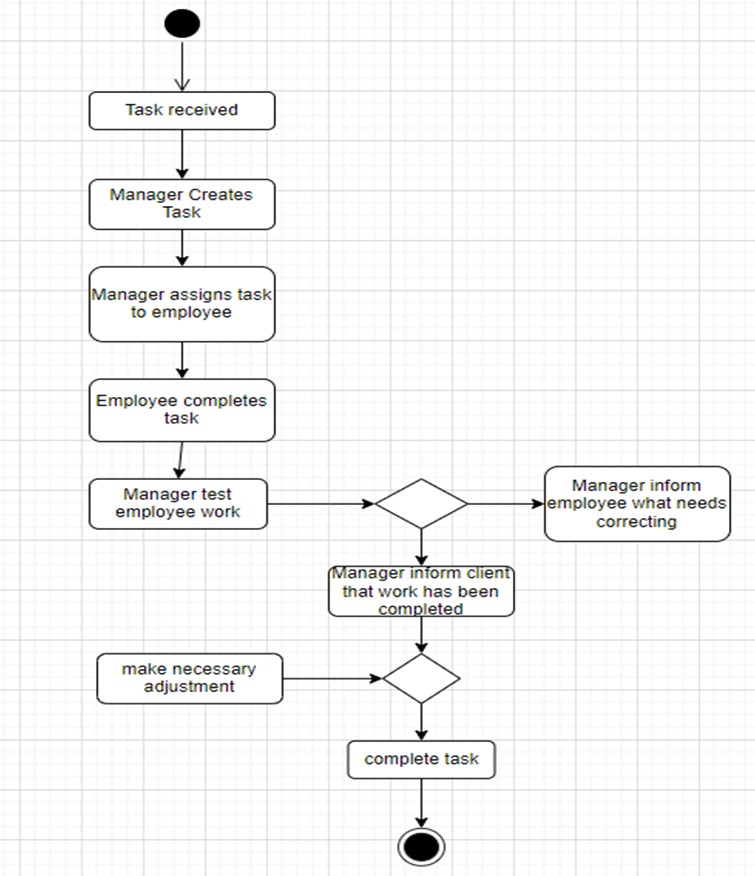 Task received
Manager Creates
Task
Manager assigns task
to employee
Employee completes
task
Manager test
employee work
Manager inform
employee what needs
correcting
Manager inform client
that work has been
completed
make necessary
adjustment
complete task